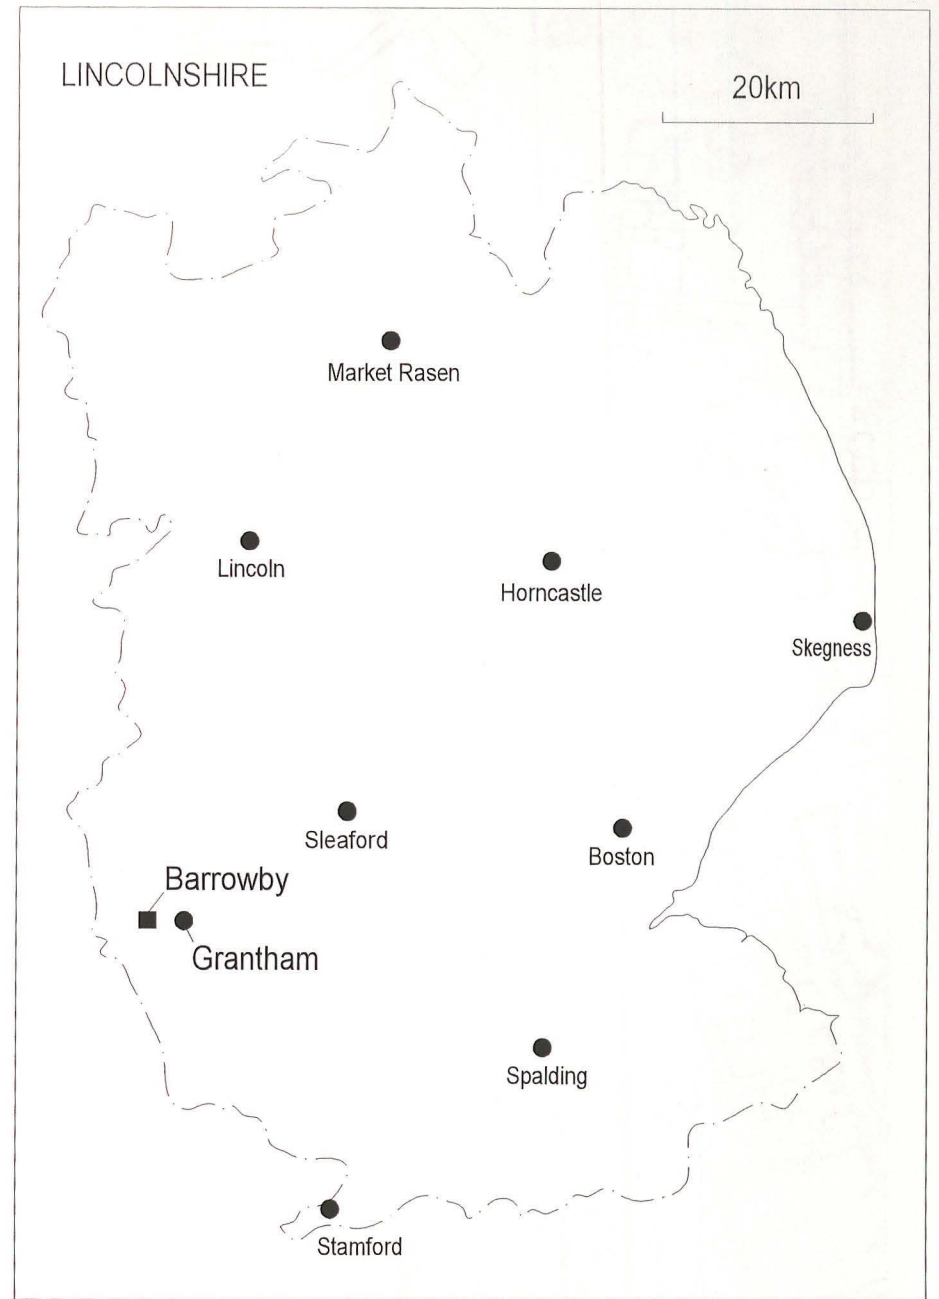 LINCOLNSHIRE
20km
Market Rasen
Lincoln
Horncastle
Skegness
Sleaford
Boston
Barrowby
Grantham
Spalding
Stamford